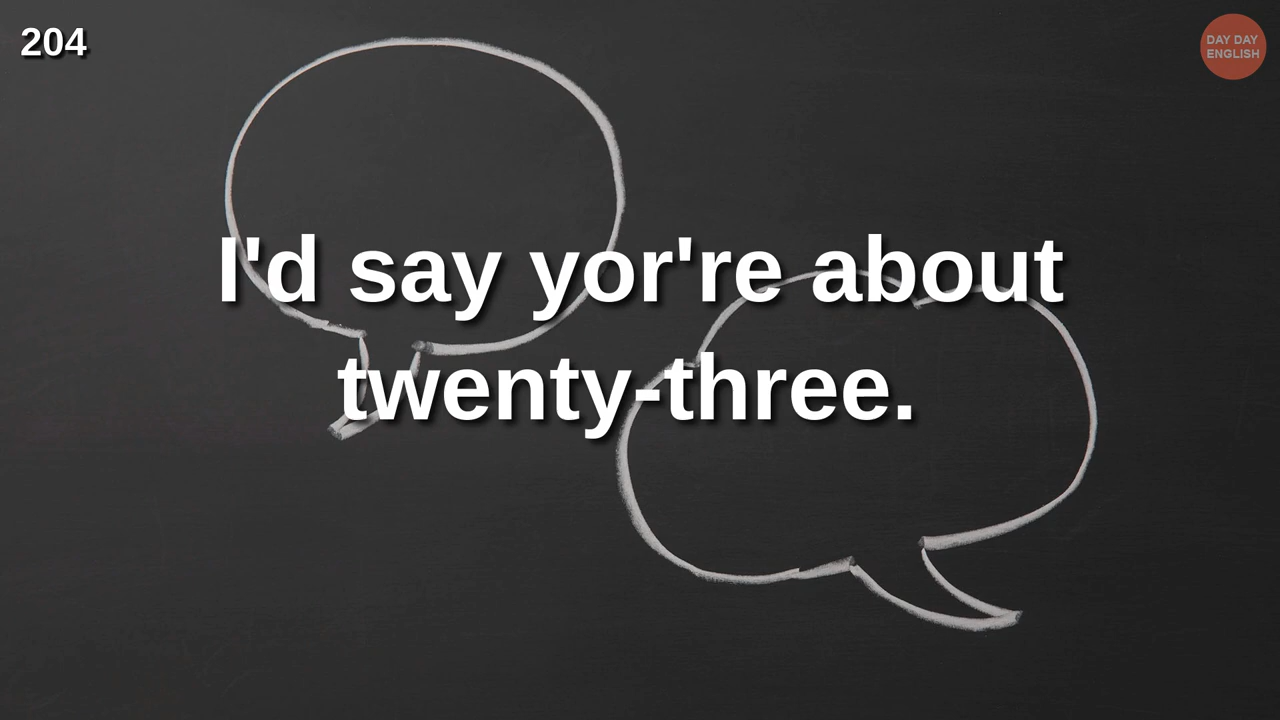 204
DAY DAY
ENGLISH
I'd say yor're about
twenty-three.